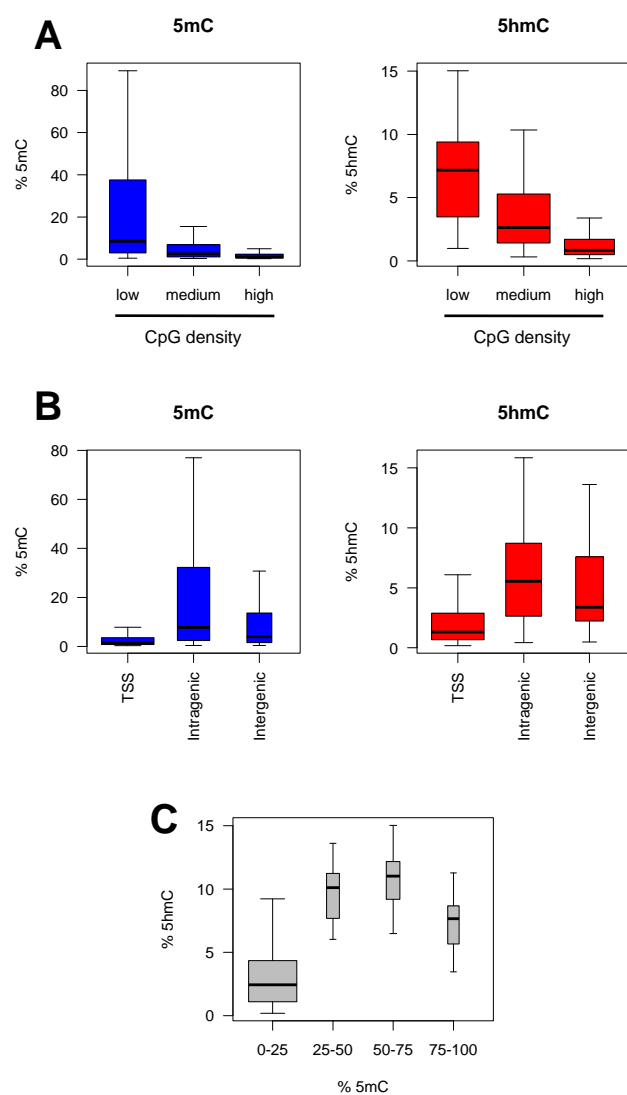 A
5mC
5hmC
% 5mC
80
60
40
20
0
low medium high
CpG density
% 5hmC
15
10
5
0
low medium high
CpG density
B
5mC
5hmC
% 5mC
80
60
40
20
0
TSS
Intragenic
Intergenic
% 5hmC
15
10
5
0
TSS
Intragenic
Intergenic
C
% 5hmC
15
10
5
0
0-25 25-50 50-75 75-100
% 5mC